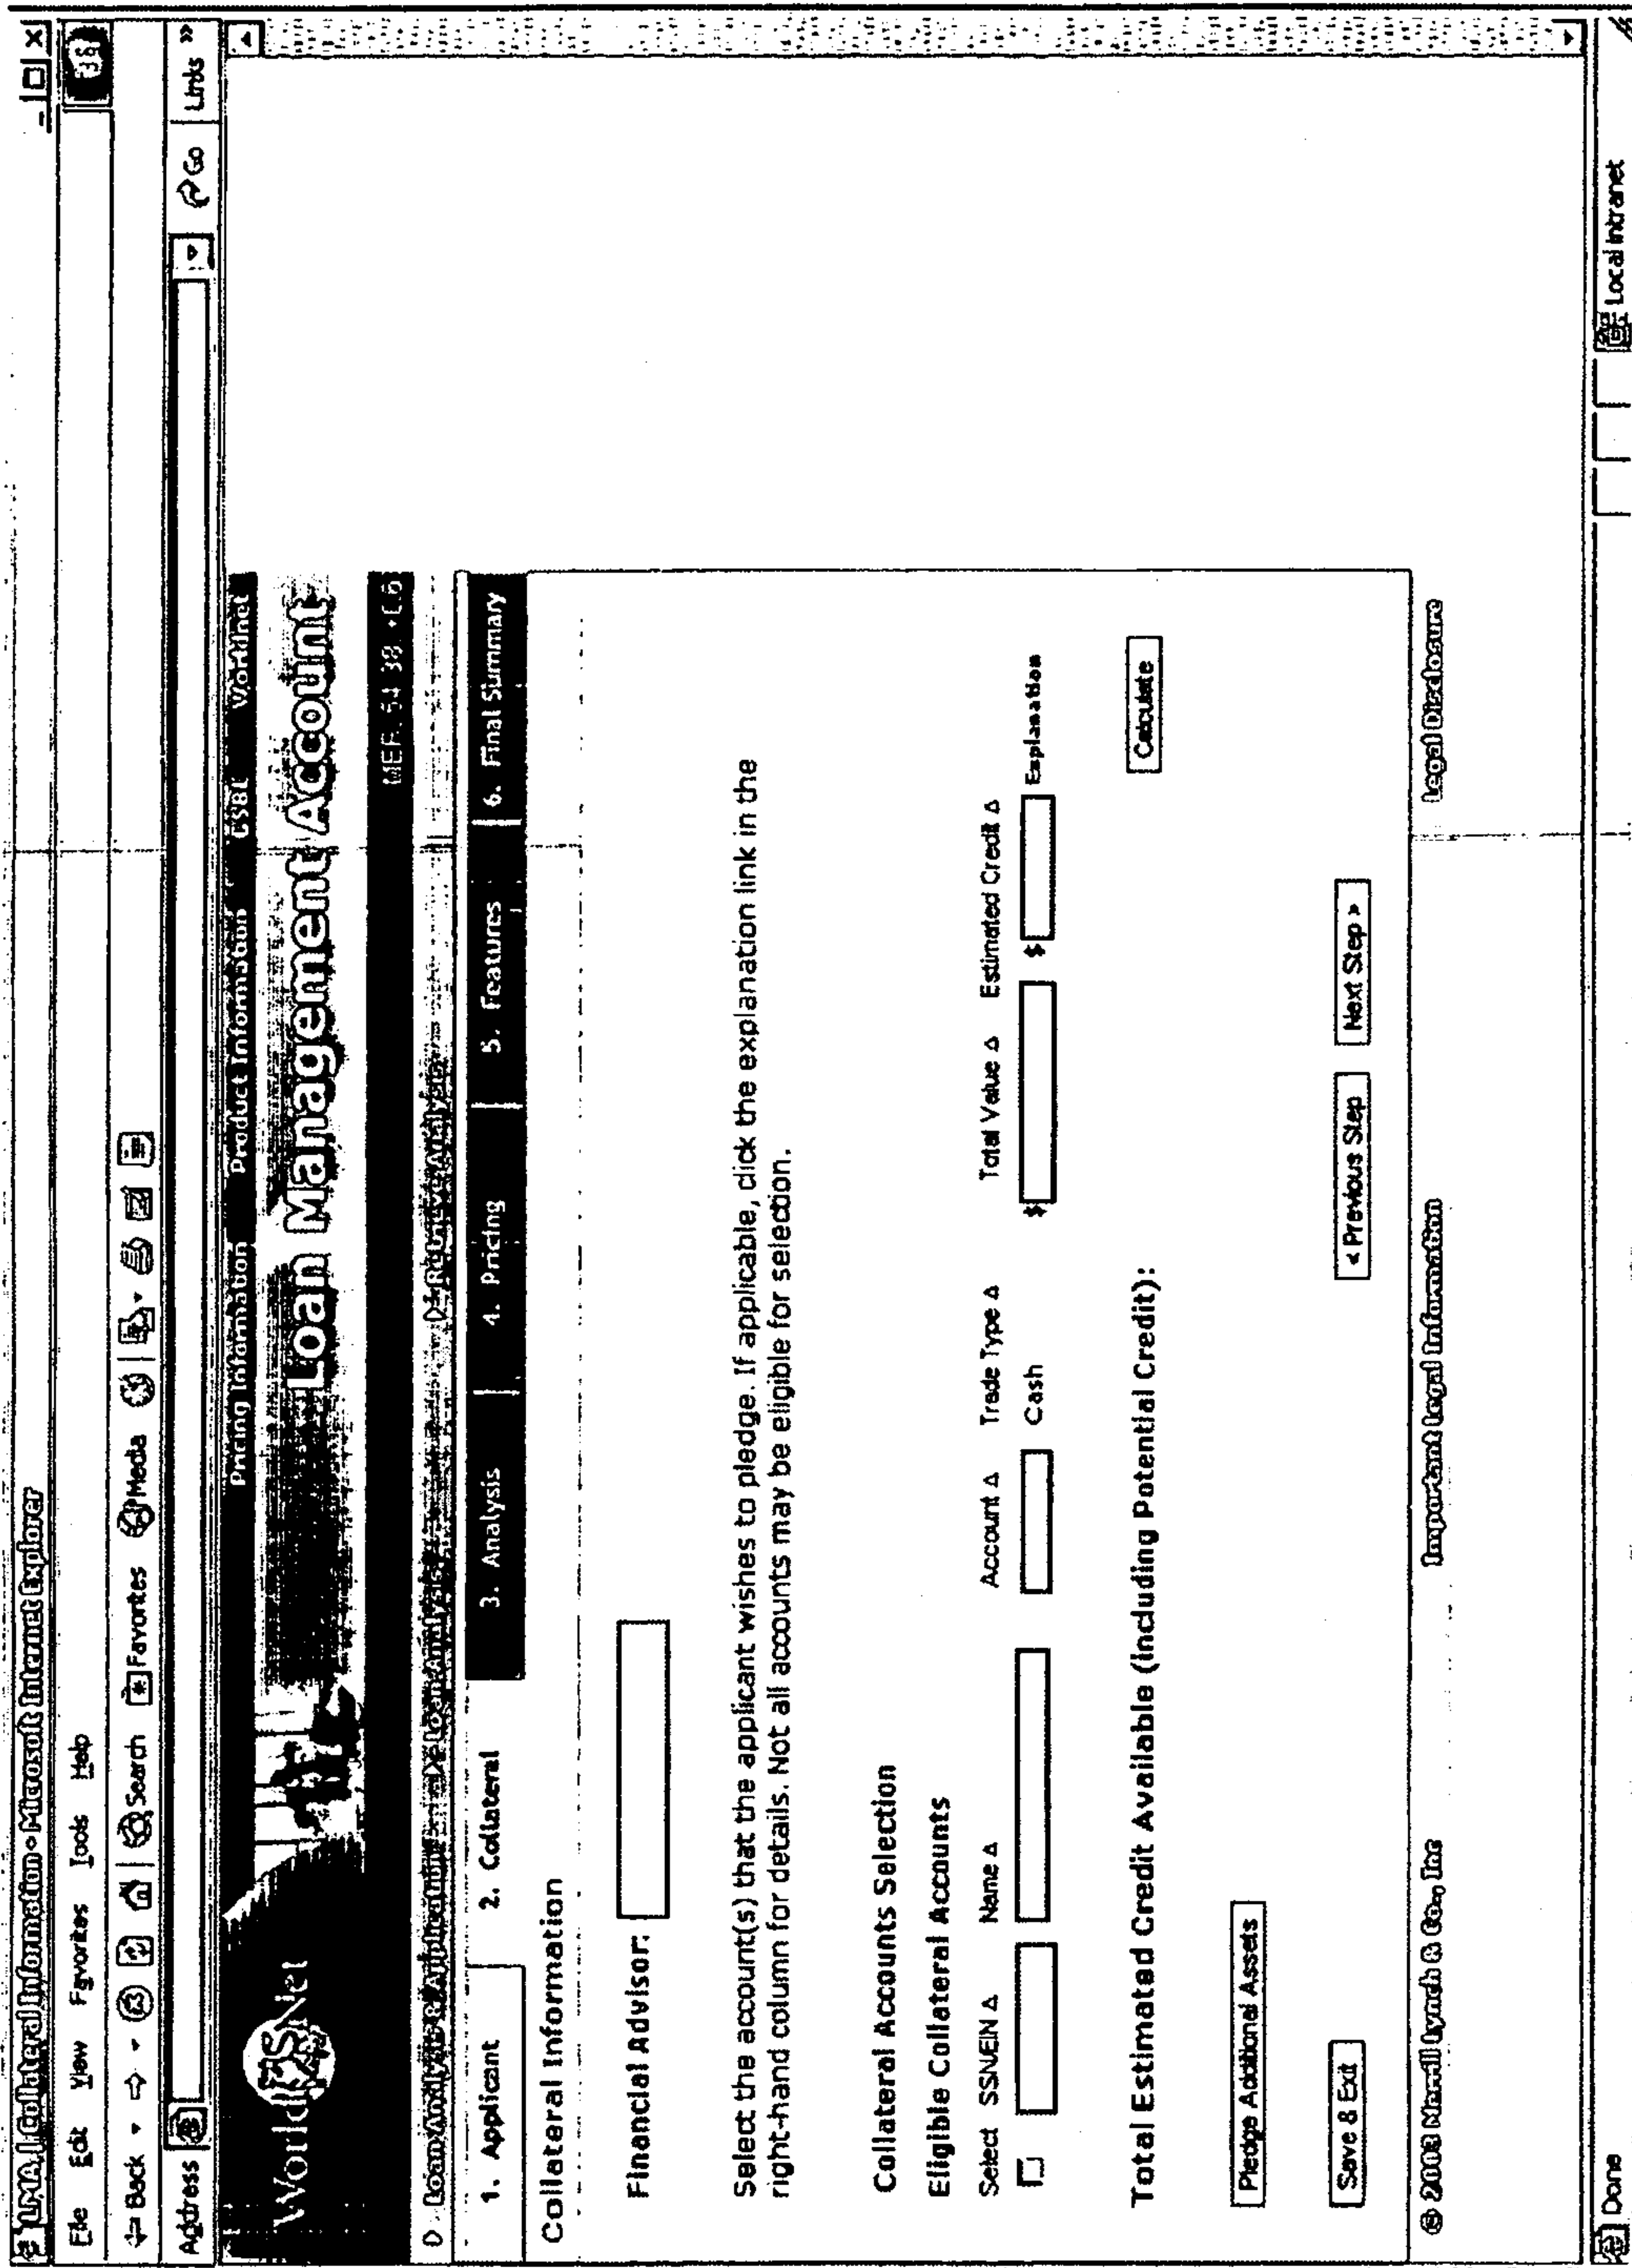 LMA | Collateral Information - Microsoft Internet Explorer
File Edit View Favorites Tools Help
Back Search Favorites Media
Address Go Links »
Pricing Information Product Information Worldnet
World Net
Loan Management Account
1. Applicant 2. Collateral 3. Analysis 4. Pricing 5. Features 6. Final Summary
Collateral Information
Financial Advisor:
Select the account(s) that the applicant wishes to pledge. If applicable, click the explanation link in the
right-hand column for details. Not all accounts may be eligible for selection.
Collateral Accounts Selection
Eligible Collateral Accounts
Select SSN/EIN Δ Name Δ Account Δ Trade Type Δ Total Value Δ Estimated Credit Δ
Cash $ $ Explanation
Total Estimated Credit Available (Including Potential Credit): Calculate
Pledge Additional Assets
Save & Exit < Previous Step Next Step >
Merrill Lynch & Co., Inc Important Legal Information Legal Disclosure
Done Local intranet